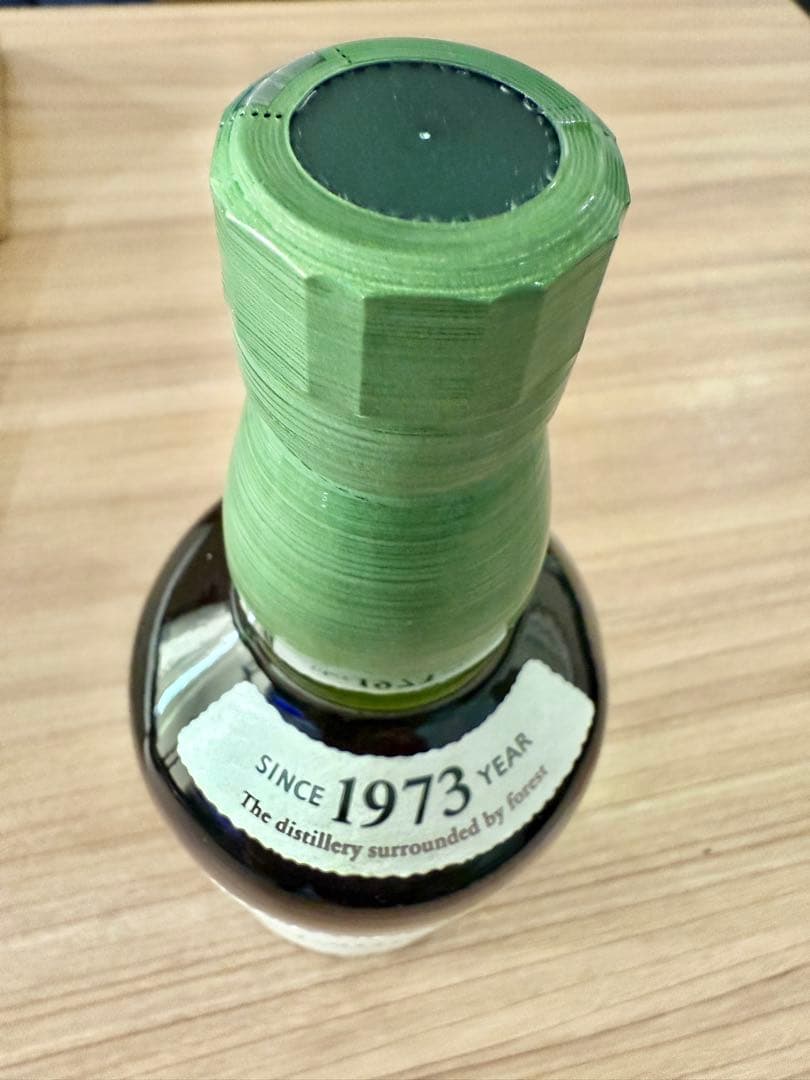 SINCE 1973 YEAR
The distillery surrounded by forest